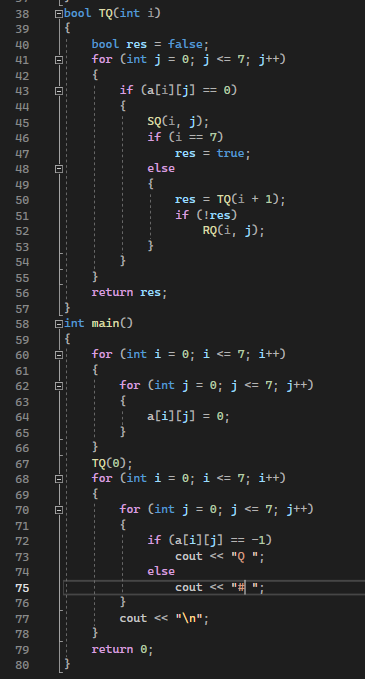 38 bool TQ(int i)
39 {
40 bool res = false;
41 for (int j = 0; j <= 7; j++)
42 {
43 if (a[i][j] == 0)
44 {
45 SQ(i, j);
46 if (i == 7)
47 res = true;
48 else
49 {
50 res = TQ(i + 1);
51 if (!res)
52 RQ(i, j);
53 }
54 }
55 }
56 return res;
57 }
58 int main()
59 {
60 for (int i = 0; i <= 7; i++)
61 {
62 for (int j = 0; j <= 7; j++)
63 {
64 a[i][j] = 0;
65 }
66 }
67 TQ(0);
68 for (int i = 0; i <= 7; i++)
69 {
70 for (int j = 0; j <= 7; j++)
71 {
72 if (a[i][j] == -1)
73 cout << "Q ";
74 else
75 cout << "# ";
76 }
77 cout << "\n";
78 }
79 return 0;
80 }